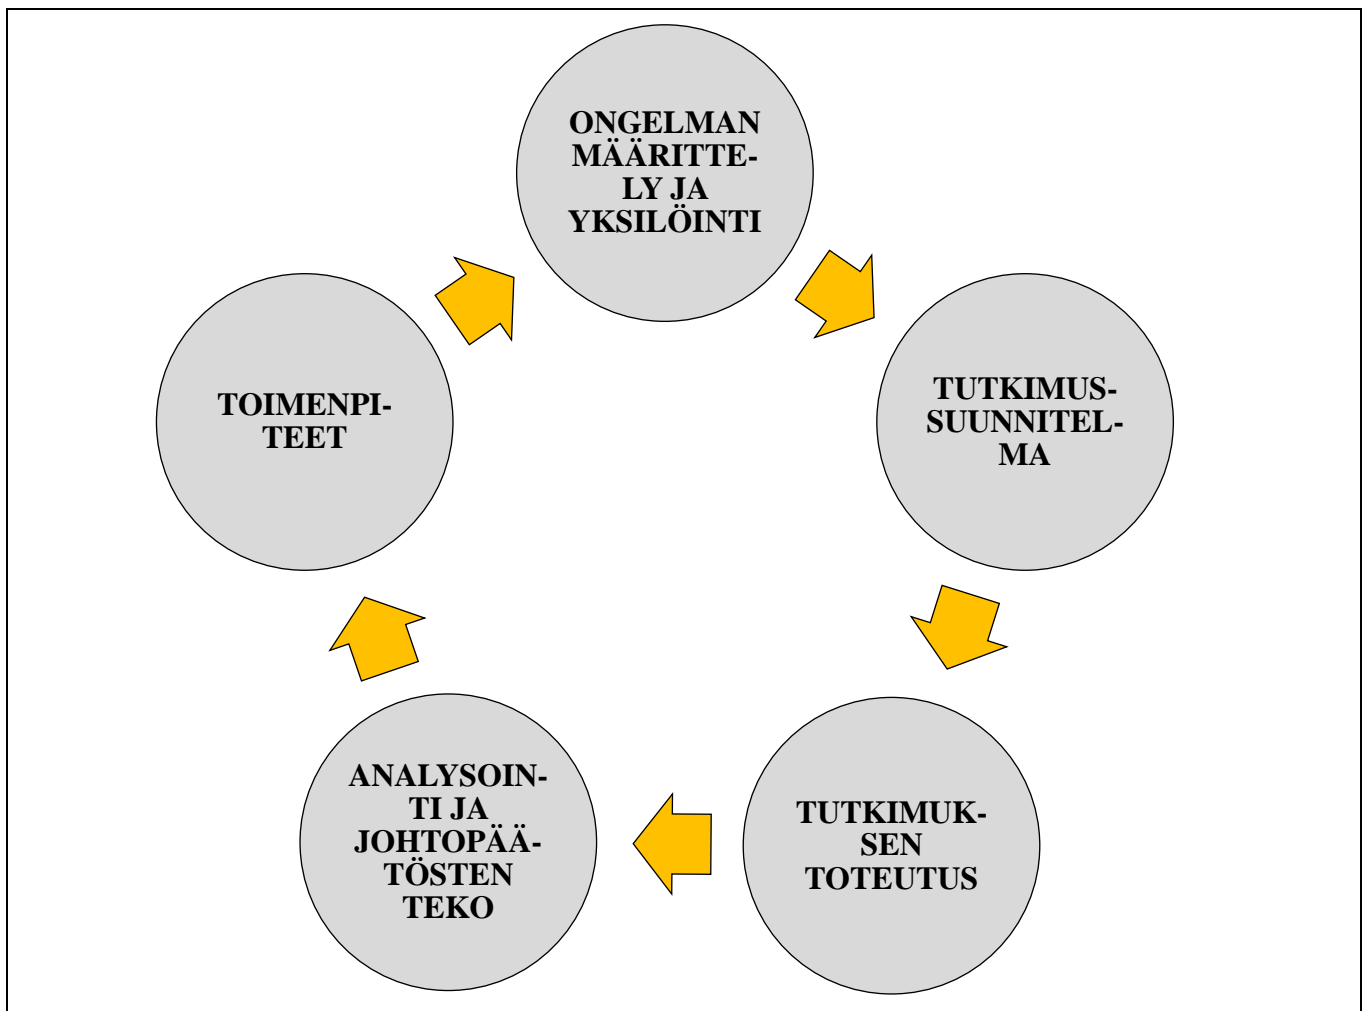 ONGELMAN
MÄÄRITTE-
LY JA
YKSILÖINTI
TUTKIMUS-
SUUNNITEL-
MA
TUTKIMUK-
SEN
TOTEUTUS
ANALYSOIN-
TI JA
JOHTOPÄÄ-
TÖSTEN
TEKO
TOIMENPI-
TEET